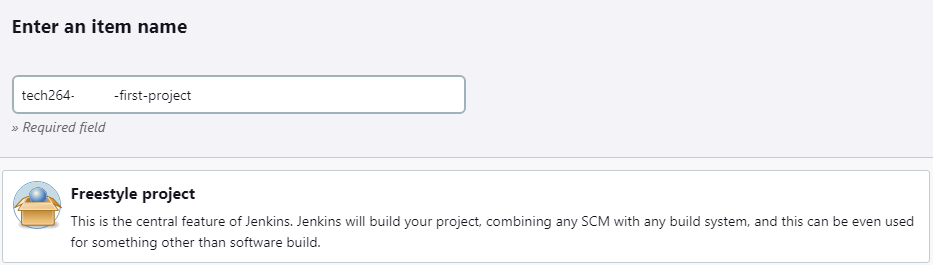 Enter an item name
tech264- -first-project
» Required field
Freestyle project
This is the central feature of Jenkins. Jenkins will build your project, combining any SCM with any build system, and this can be even used
for something other than software build.